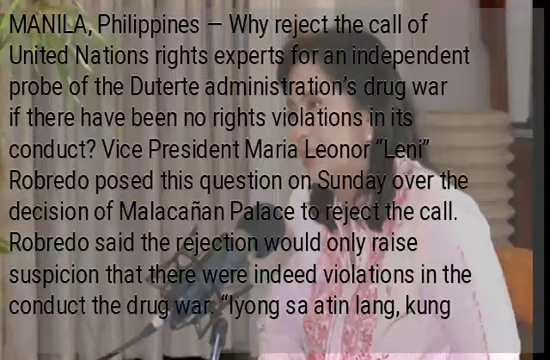 MANILA, Philippines — Why reject the call of
United Nations rights experts for an independent
probe of the Duterte administration's drug war
if there have been no rights violations in its
conduct? Vice President Maria Leonor “Leni”
Robredo posed this question on Sunday over the
decision of Malacañan Palace to reject the call.
Robredo said the rejection would only raise
suspicion that there were indeed violations in the
conduct the drug war. “Iyong sa atin lang, kung